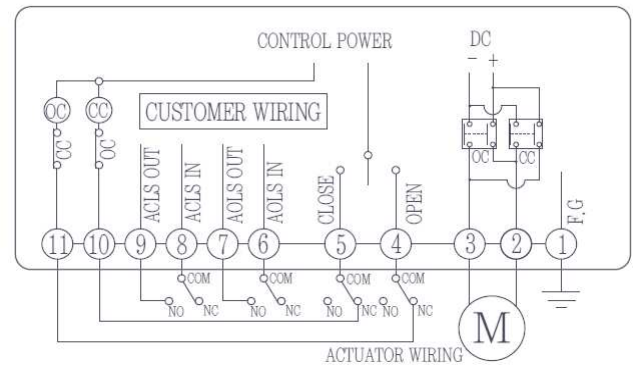 CONTROL POWER
DC
- +
OC CC
CC OC
CUSTOMER WIRING
OC CC
ACLS OUT
ACLS IN
AOLS OUT
AOLS IN
CLOSE
OPEN
F.G
11 10 9 8 7 6 5 4 3 2 1
COM COM COM COM
NO NC NO NC NO NC NO NC
M
ACTUATOR WIRING